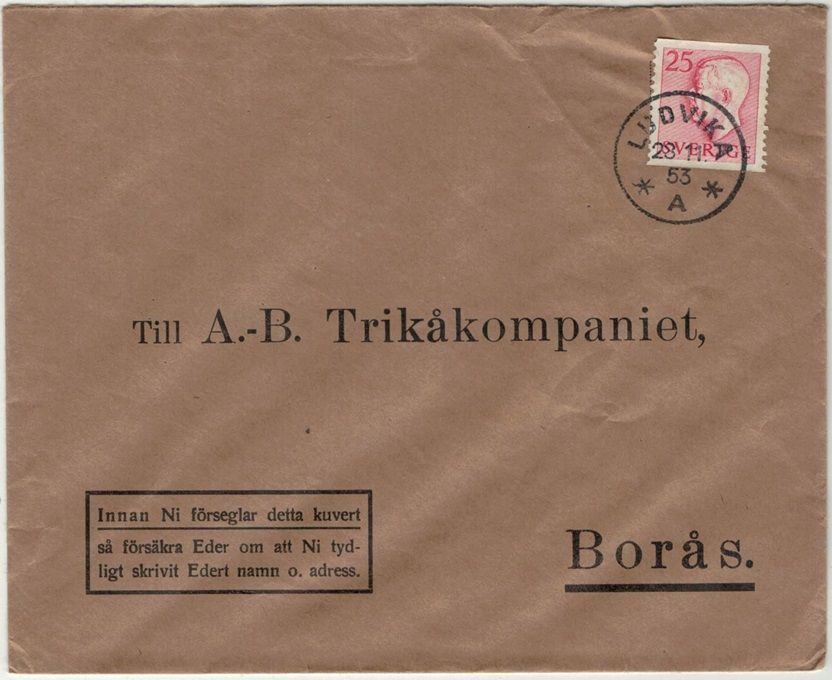 25
SVERIGE
LUDVIKA
23 11.
53
A
Till A.-B. Trikåkompaniet,
Innan Ni förseglar detta kuvert
så försäkra Eder om att Ni tyd-
ligt skrivit Edert namn o. adress.
Borås.